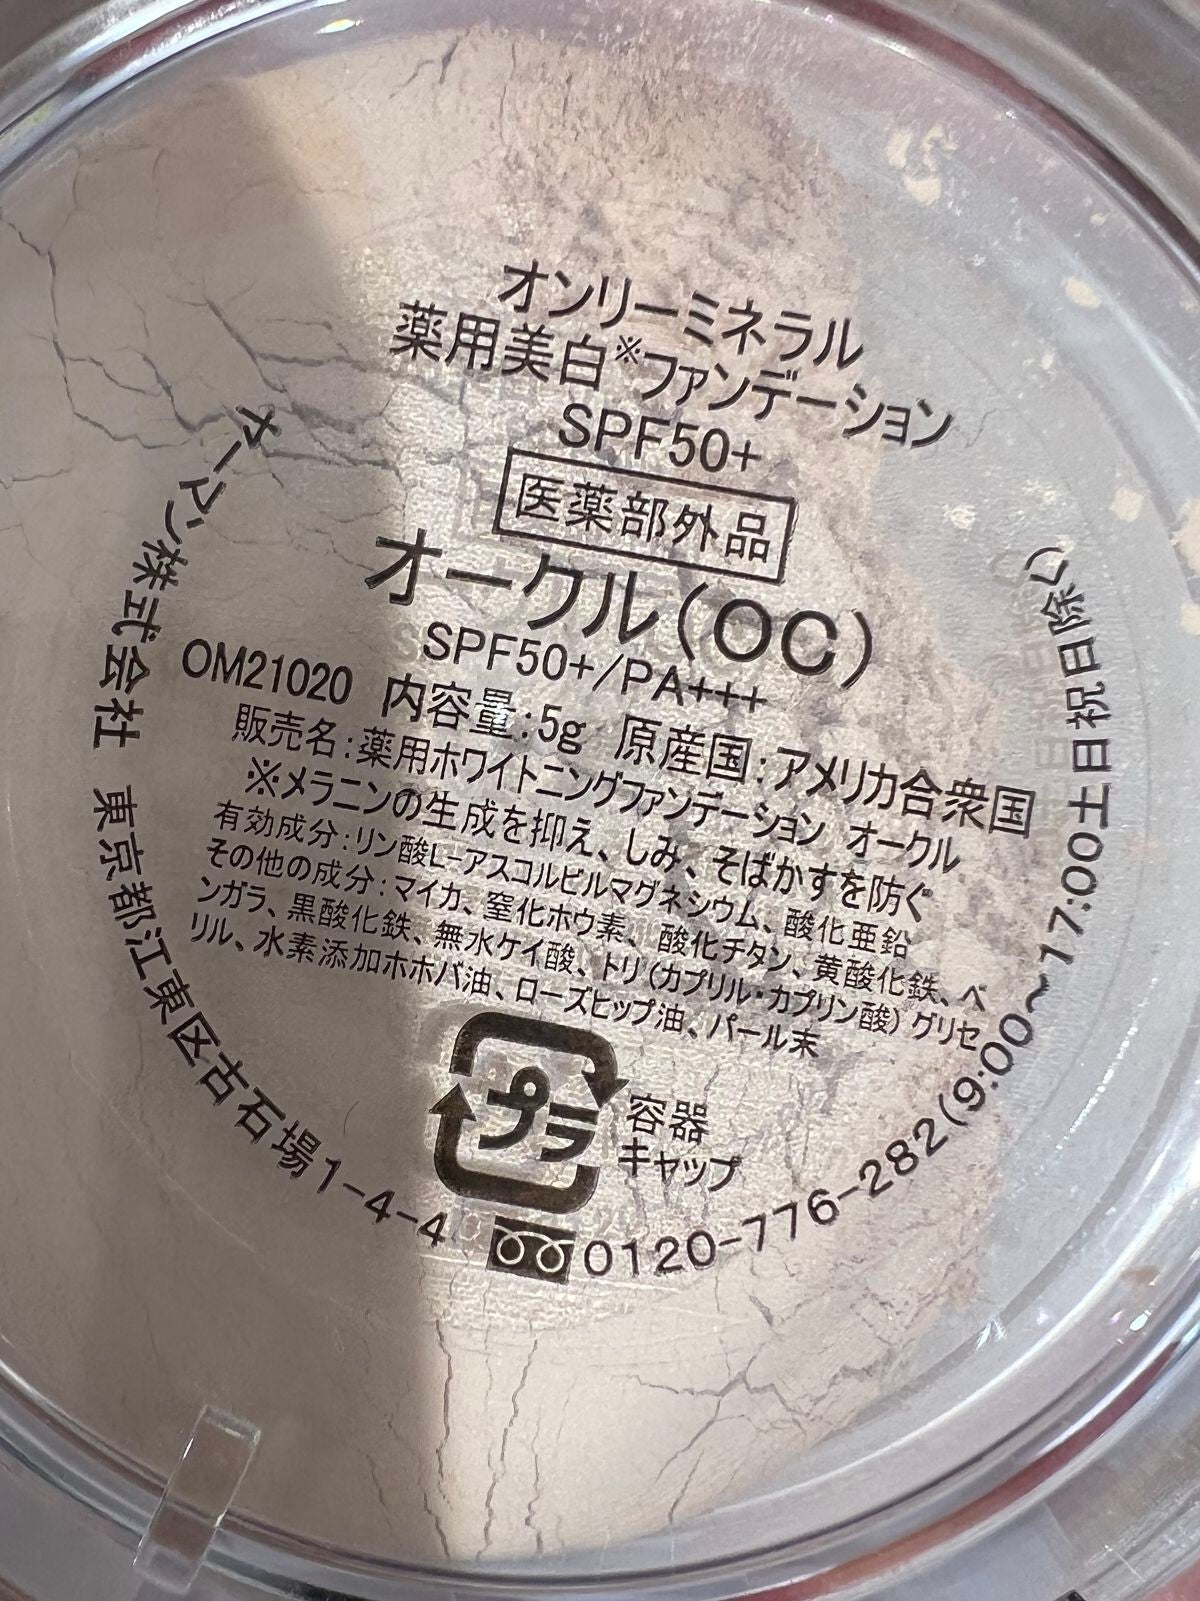 オンリーミネラル
薬用美白※ファンデーション
SPF50+
医薬部外品
オークル(OC)
SPF50+/PA+++
OM21020 内容量:5g 原産国:アメリカ合衆国
販売名:薬用ホワイトニングファンデーション オークル
※メラニンの生成を抑え、しみ、そばかすを防ぐ
有効成分:リン酸L-アスコルビルマグネシウム、酸化亜鉛
その他の成分:マイカ、窒化ホウ素、酸化チタン、黄酸化鉄、ベ
ンガラ、黒酸化鉄、無水ケイ酸、トリ(カプリル・カプリン酸)グリセ
リル、水素添加ホホバ油、ローズヒップ油、パール末
プラ
容器
キャップ
ヤーマン株式会社 東京都江東区古石場1-4-4 0120-776-282(9:00~17:00土日祝日除く)